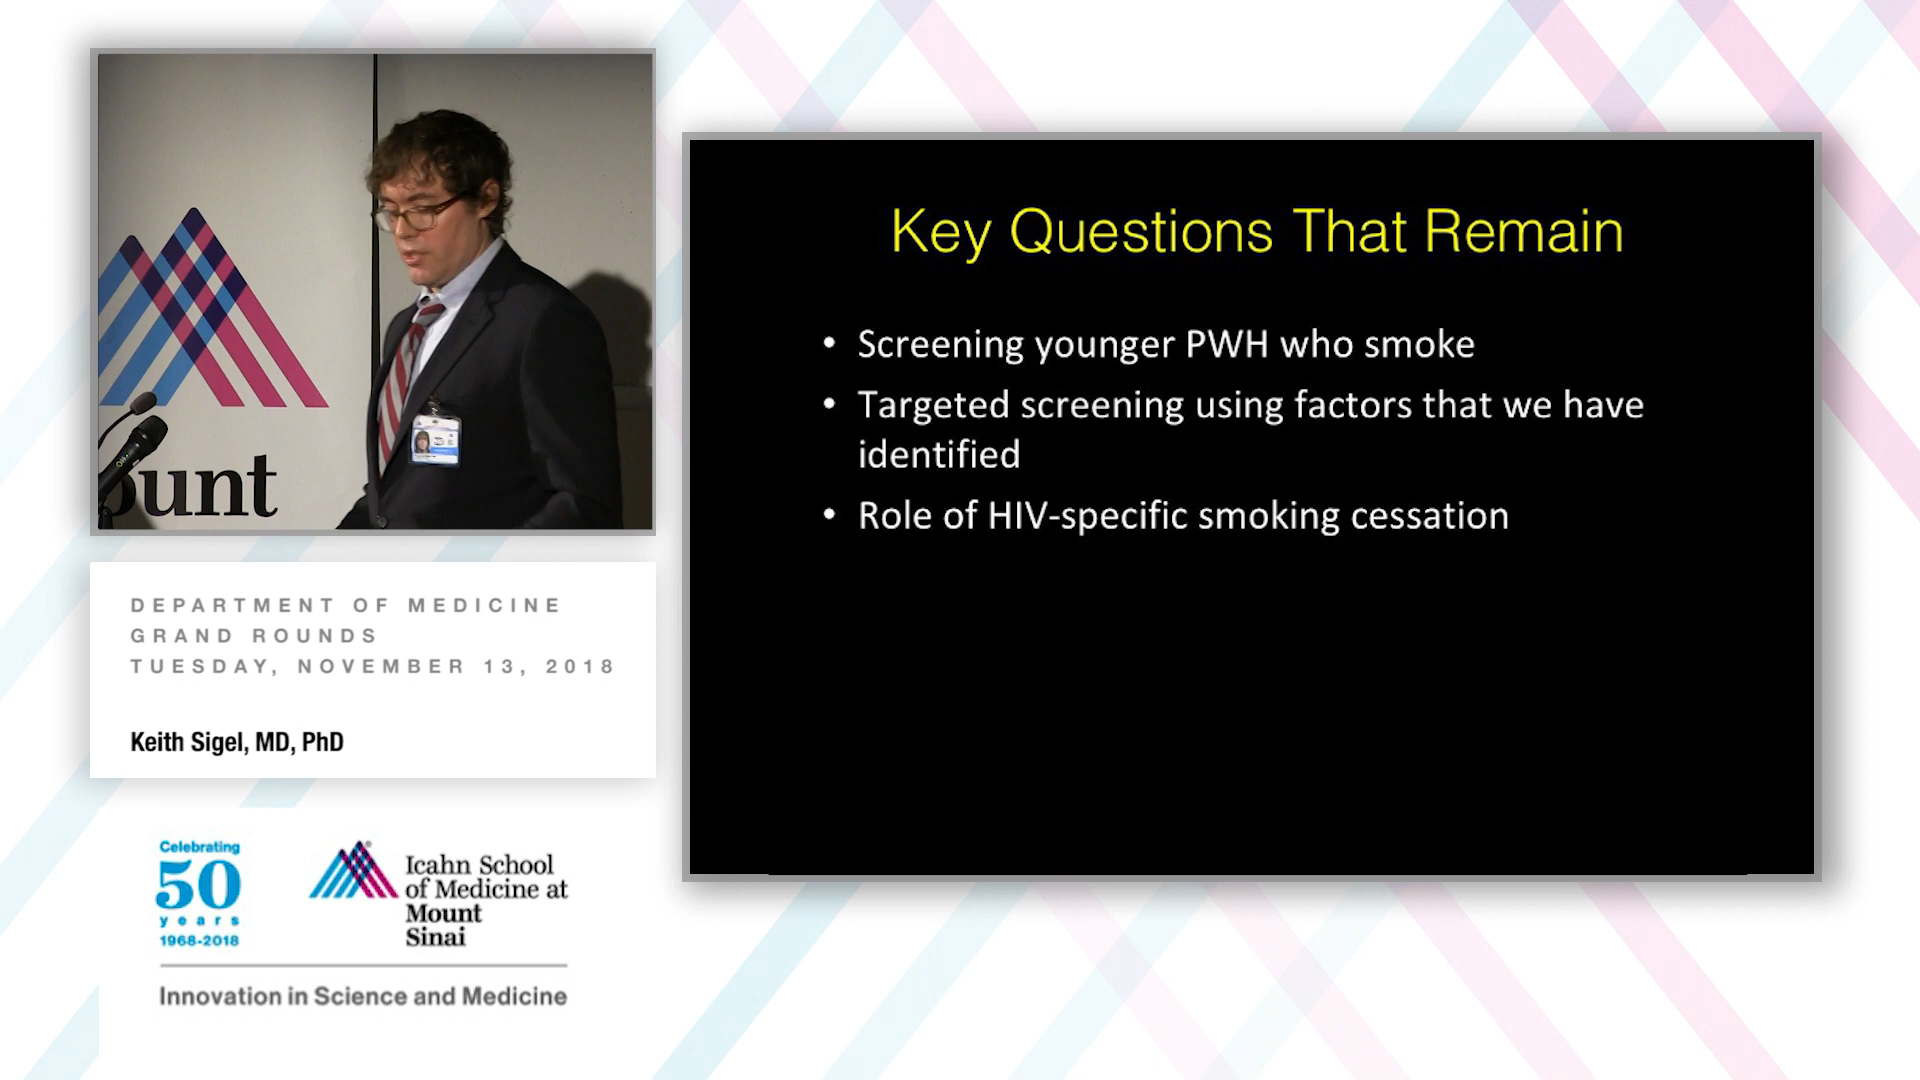 ount
DEPARTMENT OF MEDICINE
GRAND ROUNDS
TUESDAY, NOVEMBER 13, 2018
Keith Sigel, MD, PhD
Celebrating
50
years
1968-2018
Icahn School
of Medicine at
Mount
Sinai
Innovation in Science and Medicine
Key Questions That Remain
• Screening younger PWH who smoke
• Targeted screening using factors that we have
identified
• Role of HIV-specific smoking cessation